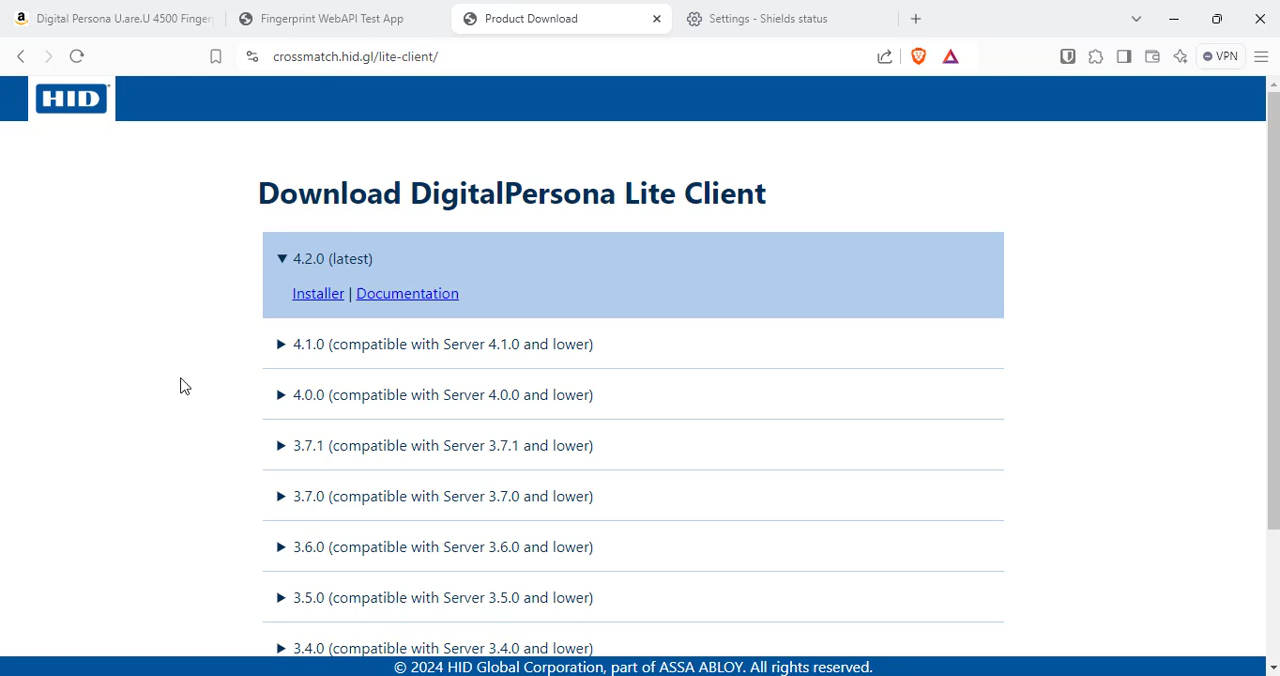 Digital Persona U.are.U 4500 Finger
Fingerprint WebAPI Test App
Product Download
Settings - Shields status
crossmatch.hid.gl/lite-client/
VPN
HID
Download DigitalPersona Lite Client
▼ 4.2.0 (latest)
Installer | Documentation
▶ 4.1.0 (compatible with Server 4.1.0 and lower)
▶ 4.0.0 (compatible with Server 4.0.0 and lower)
▶ 3.7.1 (compatible with Server 3.7.1 and lower)
▶ 3.7.0 (compatible with Server 3.7.0 and lower)
▶ 3.6.0 (compatible with Server 3.6.0 and lower)
▶ 3.5.0 (compatible with Server 3.5.0 and lower)
▶ 3.4.0 (compatible with Server 3.4.0 and lower)
© 2024 HID Global Corporation, part of ASSA ABLOY. All rights reserved.